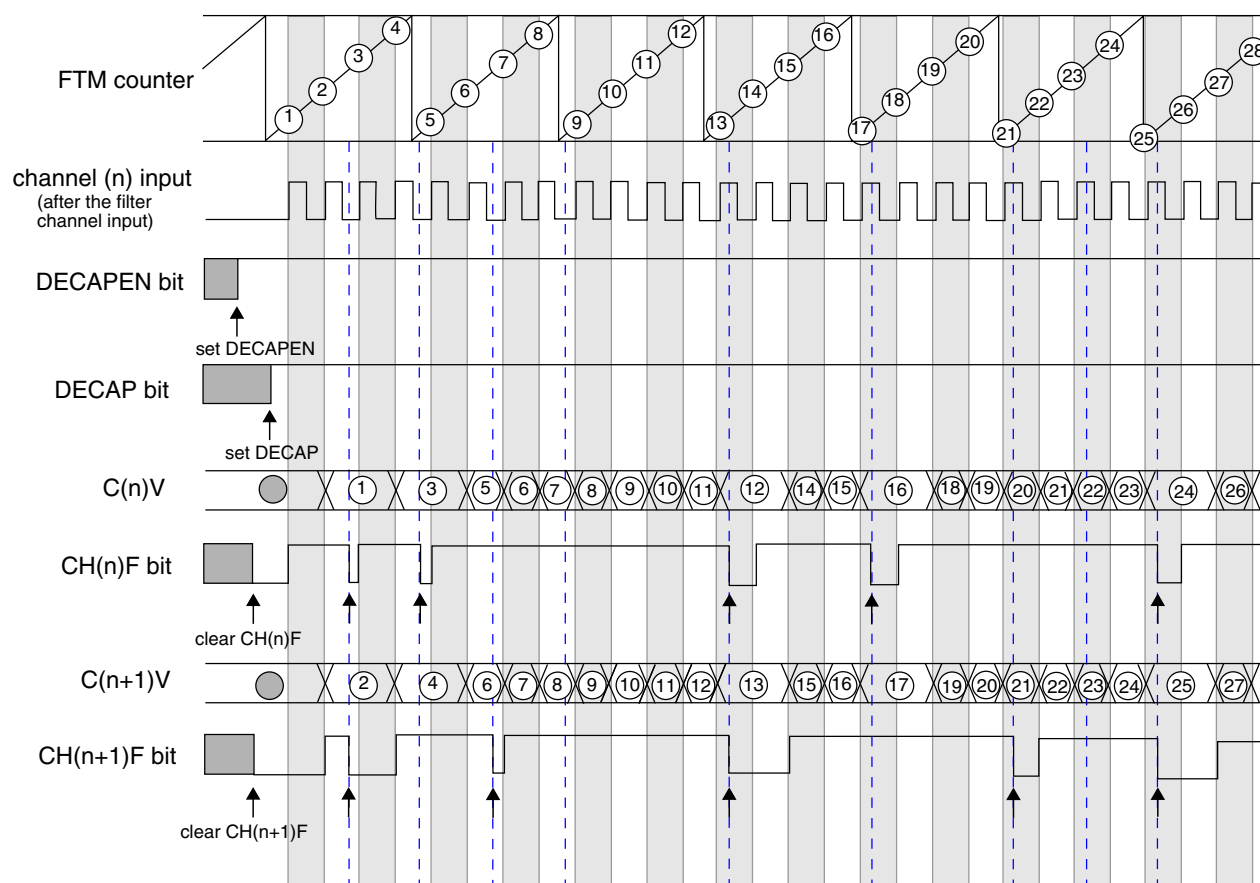 FTM counter
1 2 3 4 5 6 7 8 9 10 11 12 13 14 15 16 17 18 19 20 21 22 23 24 25 26 27 28
channel (n) input
(after the filter
channel input)
DECAPEN bit
set DECAPEN
DECAP bit
set DECAP
C(n)V
1 3 5 6 7 8 9 10 11 12 14 15 16 18 19 20 21 22 23 24 26
CH(n)F bit
clear CH(n)F
C(n+1)V
2 4 6 7 8 9 10 11 12 13 15 16 17 19 20 21 22 23 24 25 27
CH(n+1)F bit
clear CH(n+1)F